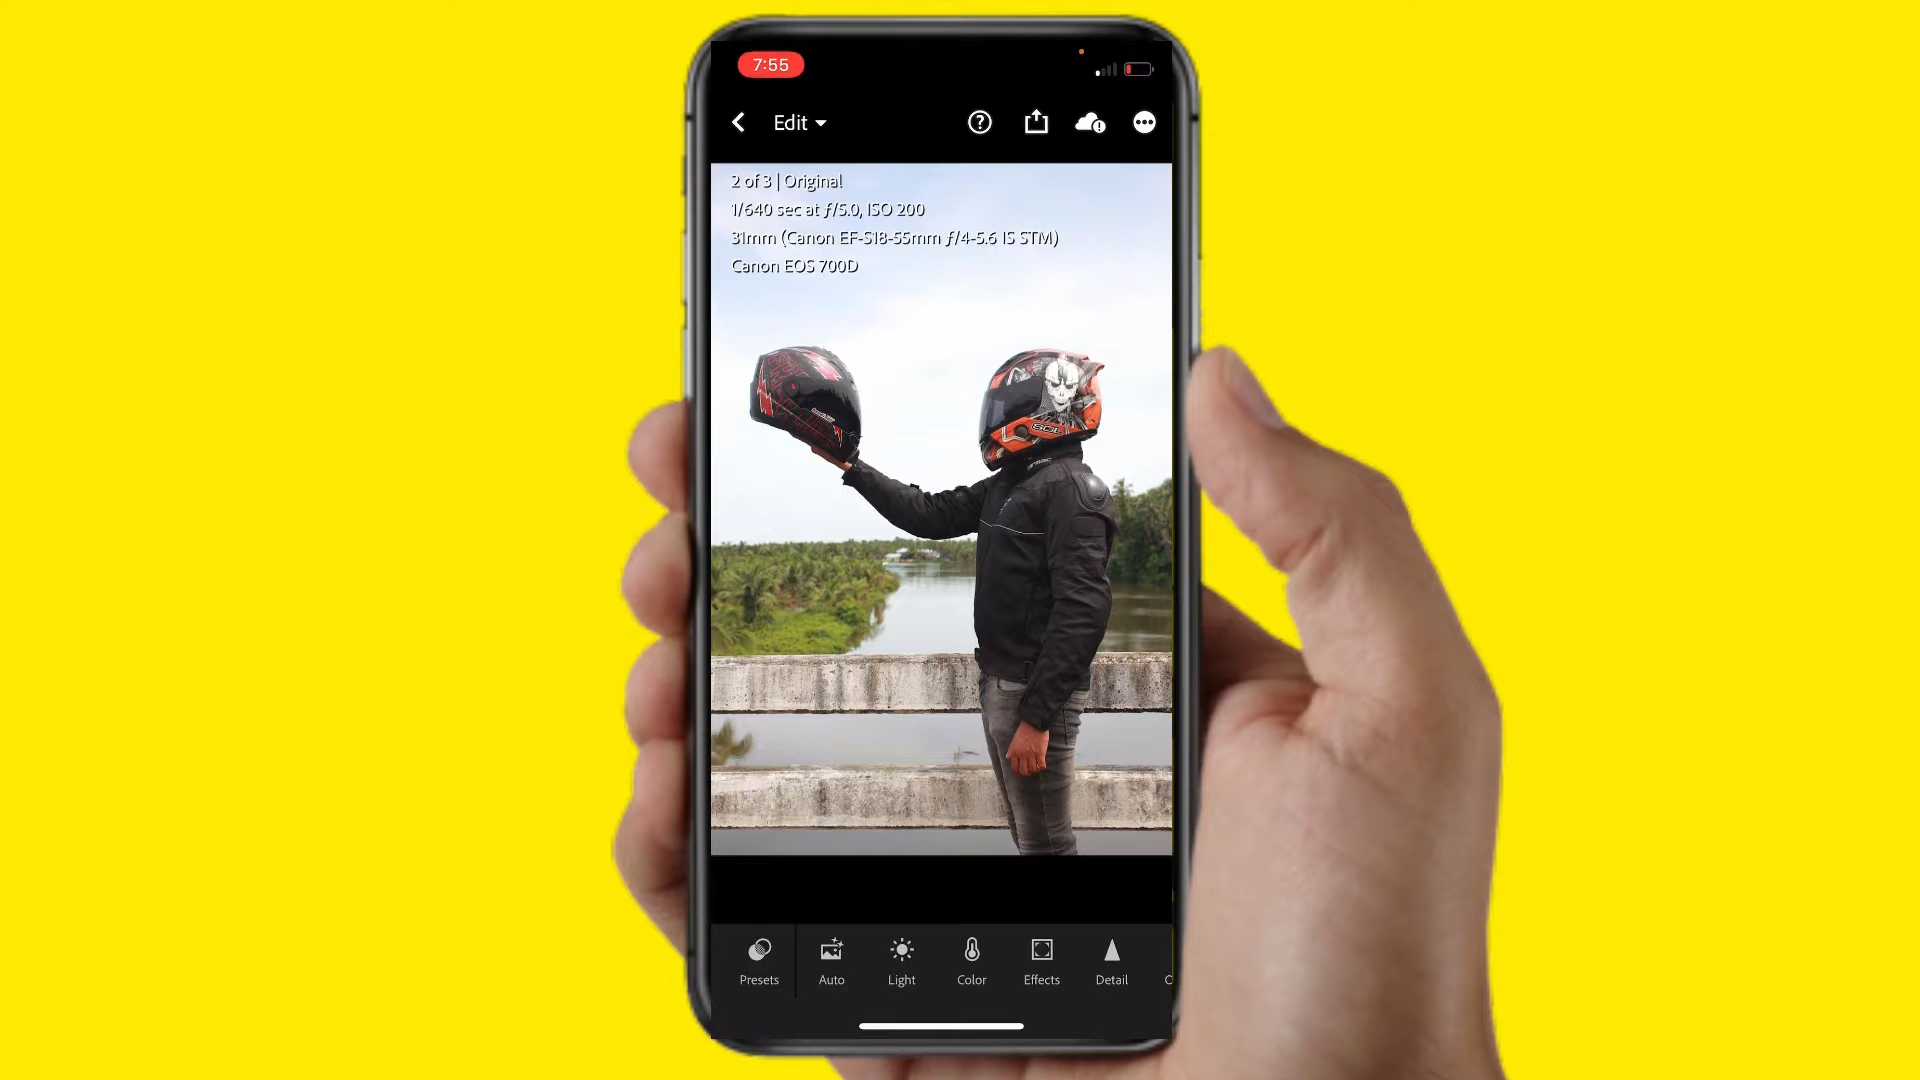 7:55
Edit
2 of 3 | Original
1/640 sec at ƒ/5.0, ISO 200
31mm (Canon EF-S18-55mm ƒ/4-5.6 IS STM)
Canon EOS 700D
SOL
Presets
Auto
Light
Color
Effects
Detail